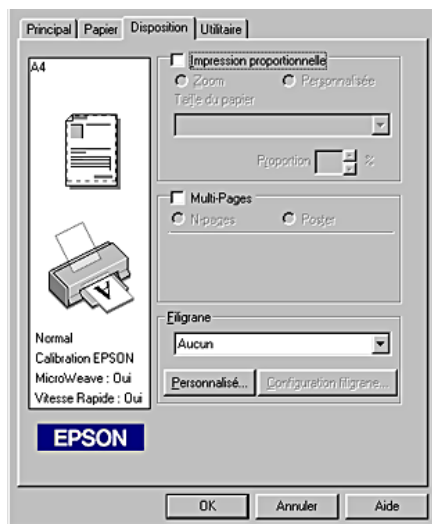 Principal Papier Disposition Utilitaire
A4
Impression proportionnelle
Zoom Personnalisée
Taille du papier
Proportion %
Multi-Pages
N-pages Poster
Filigrane
Aucun
Personnalisé... Configuration filigrane...
Normal
Calibration EPSON
MicroWeave : Oui
Vitesse Rapide : Oui
EPSON
OK Annuler Aide